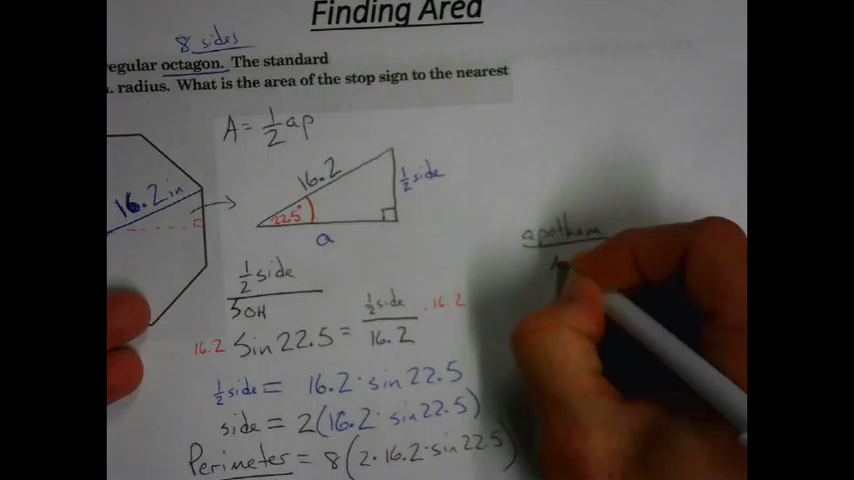 Finding Area
8 sides
regular octagon. The standard
radius. What is the area of the stop sign to the nearest
A = 1/2 ap
16.2 in
16.2
1/2 side
22.5°
a
apothem
1/2 side
SOH
16.2 Sin 22.5 = 1/2 side / 16.2 · 16.2
1/2 side = 16.2 · sin 22.5
side = 2(16.2 · sin 22.5)
Perimeter = 8(2 · 16.2 · sin 22.5)